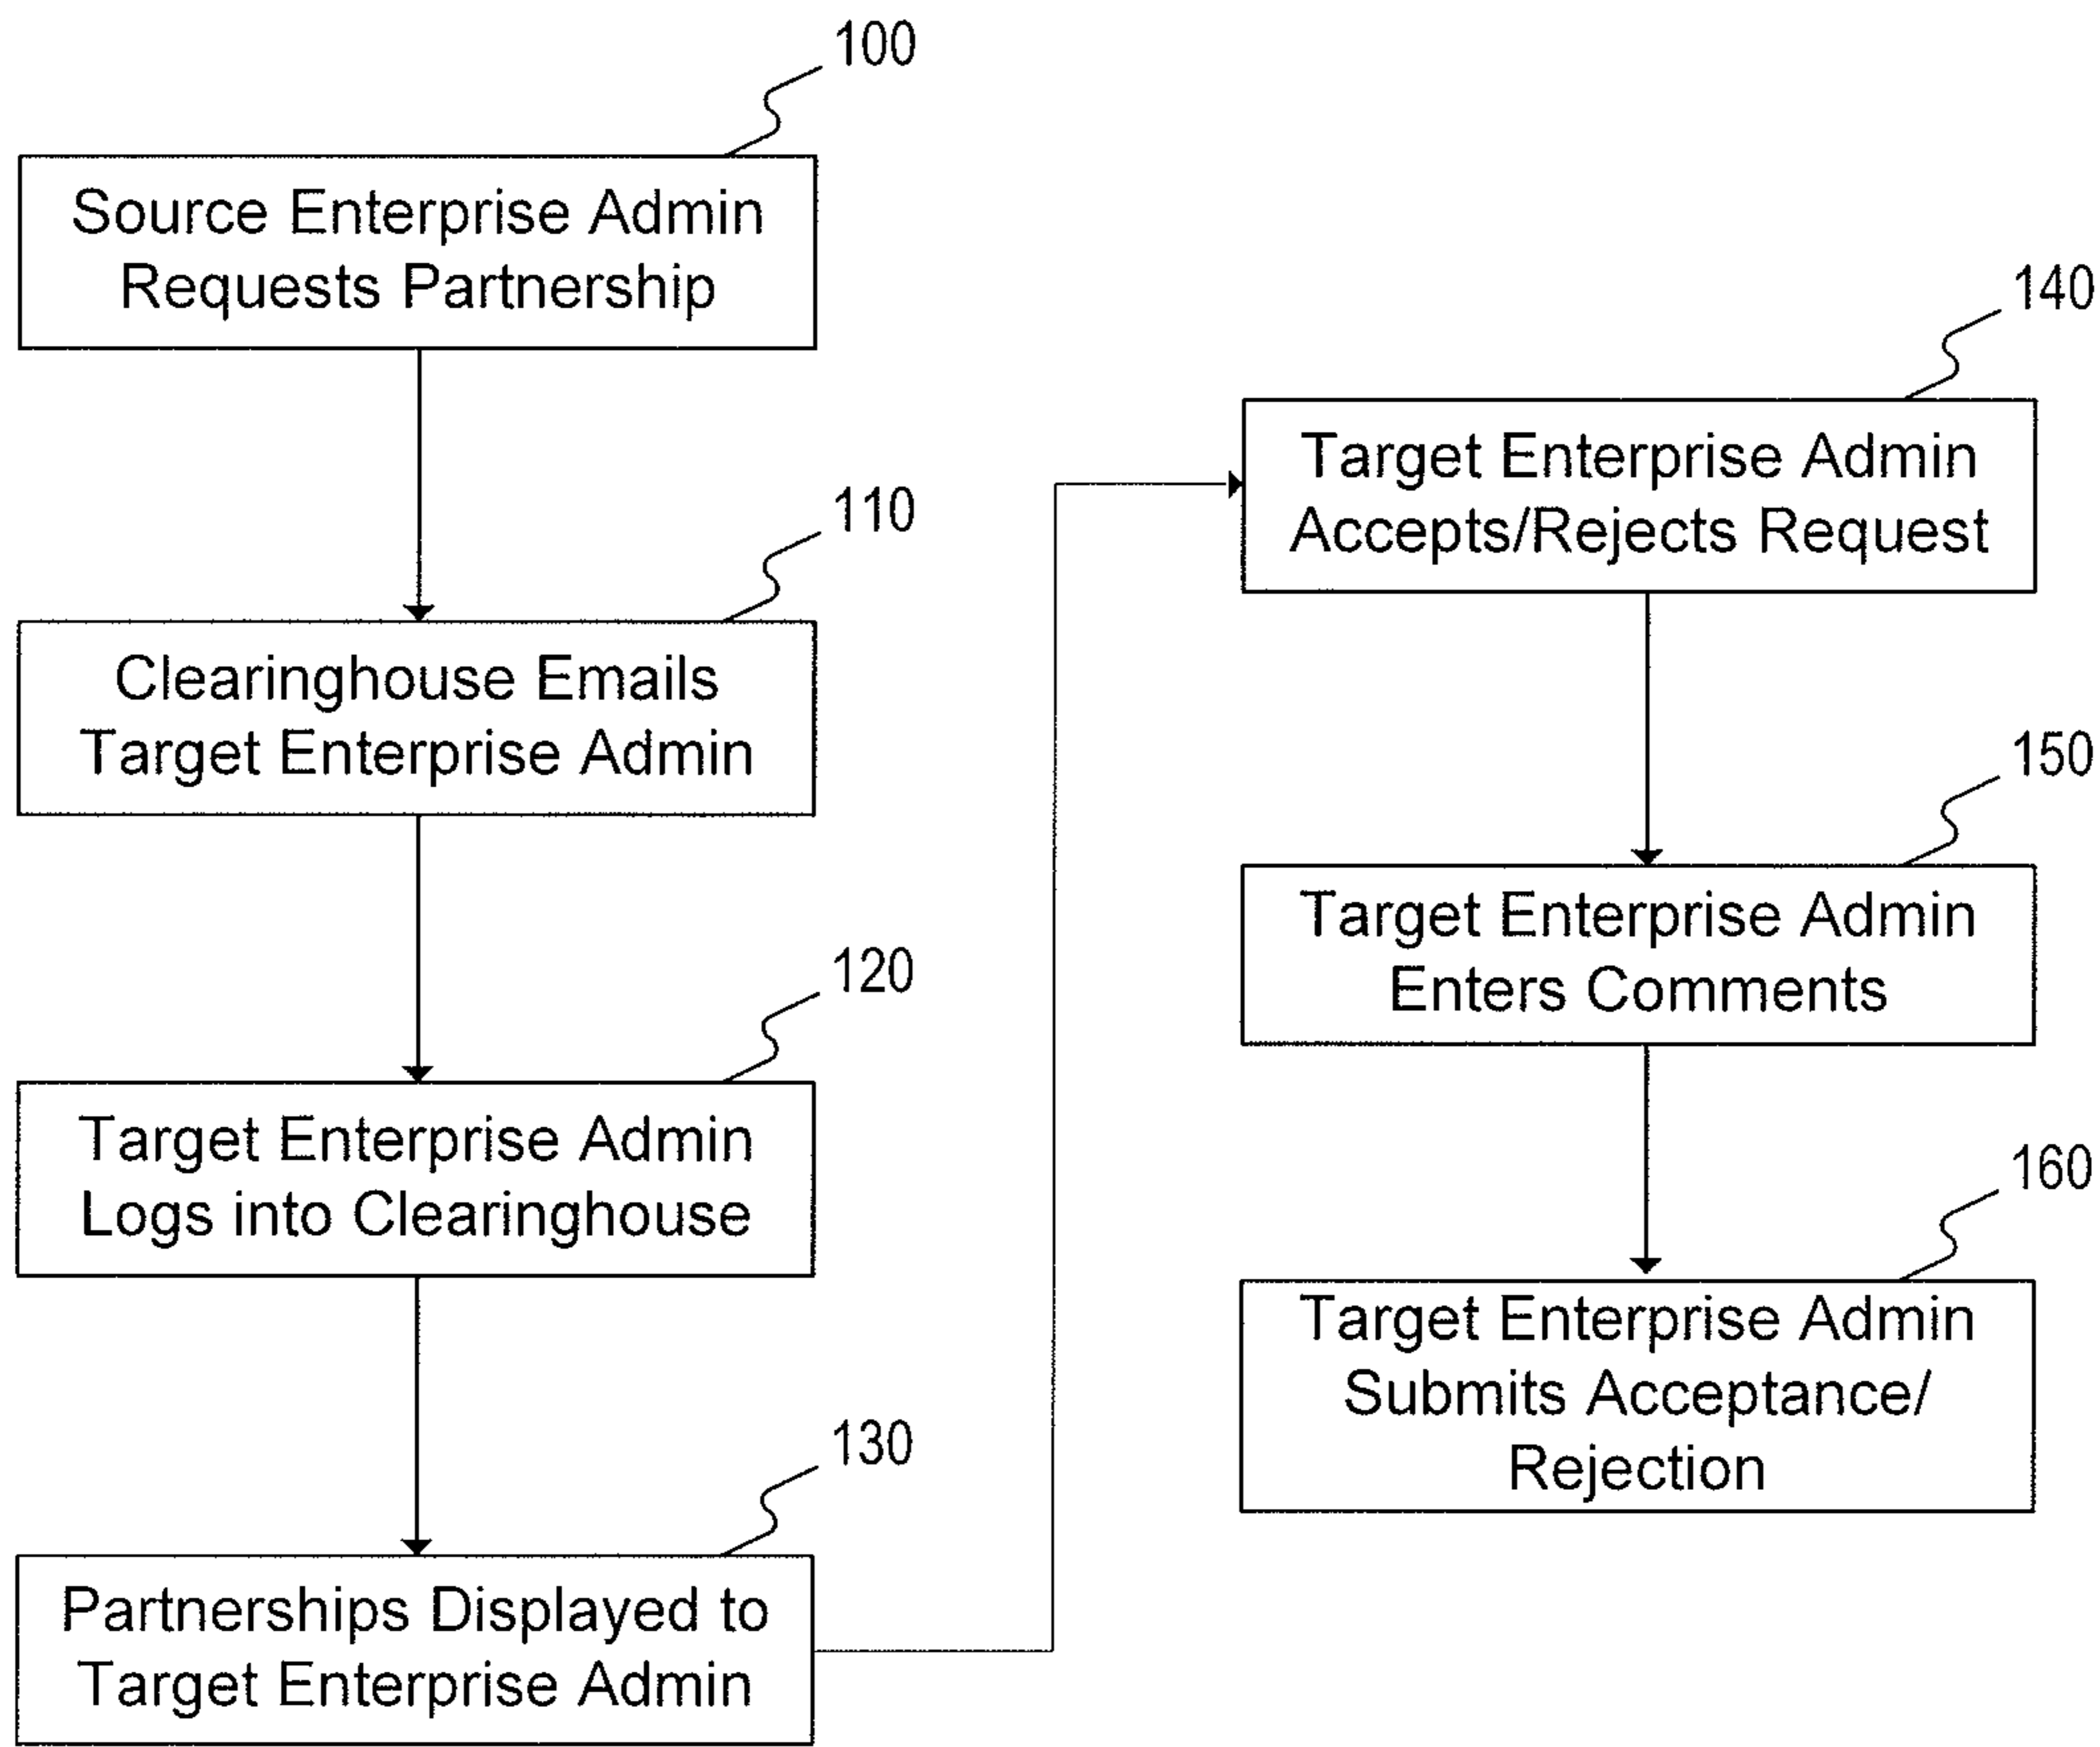 100
Source Enterprise Admin
Requests Partnership
110
Clearinghouse Emails
Target Enterprise Admin
120
Target Enterprise Admin
Logs into Clearinghouse
130
Partnerships Displayed to
Target Enterprise Admin
140
Target Enterprise Admin
Accepts/Rejects Request
150
Target Enterprise Admin
Enters Comments
160
Target Enterprise Admin
Submits Acceptance/
Rejection